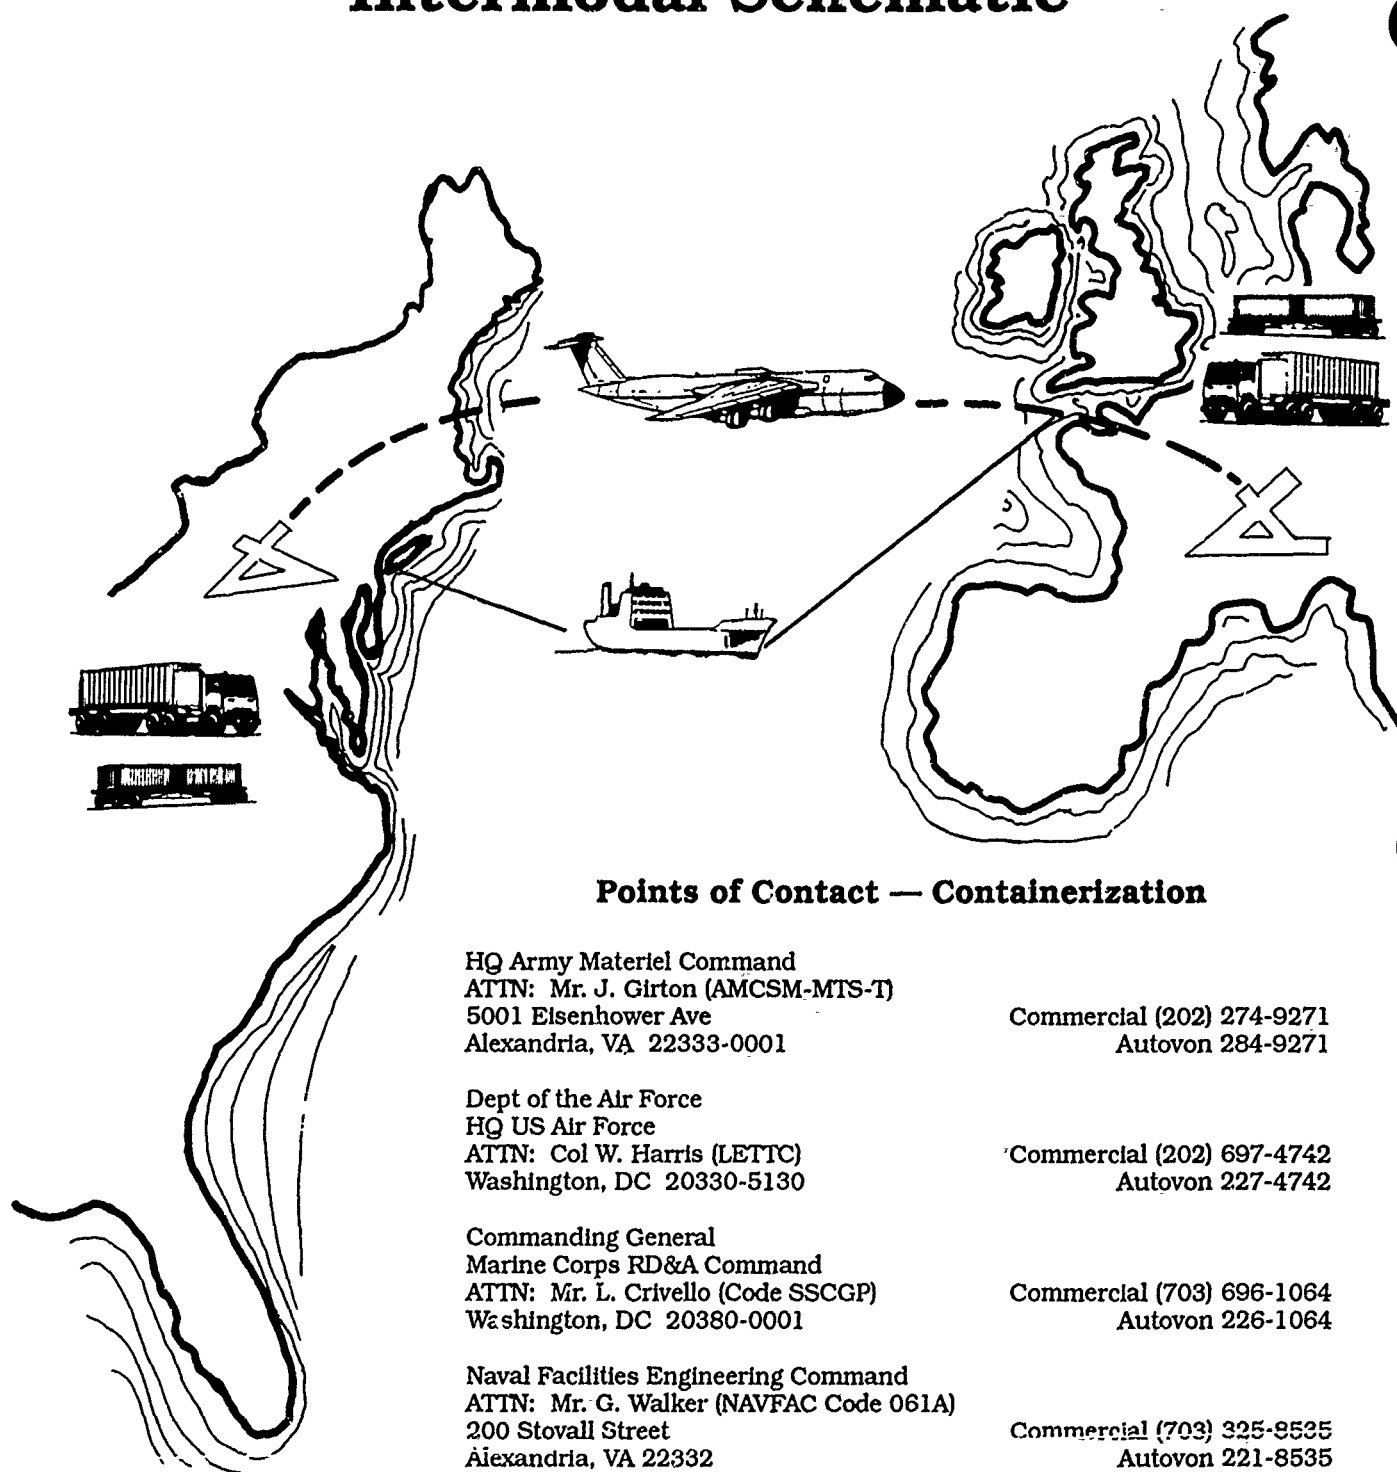 Intermodal Schematic
Points of Contact — Containerization
HQ Army Materiel Command
ATTN: Mr. J. Girton (AMCSM-MTS-T)
5001 Eisenhower Ave Commercial (202) 274-9271
Alexandria, VA 22333-0001 Autovon 284-9271
Dept of the Air Force
HQ US Air Force
ATTN: Col W. Harris (LETTC) Commercial (202) 697-4742
Washington, DC 20330-5130 Autovon 227-4742
Commanding General
Marine Corps RD&A Command
ATTN: Mr. L. Crivello (Code SSCGP) Commercial (703) 696-1064
Washington, DC 20380-0001 Autovon 226-1064
Naval Facilities Engineering Command
ATTN: Mr. G. Walker (NAVFAC Code 061A)
200 Stovall Street Commercial (703) 325-8535
Alexandria, VA 22332 Autovon 221-8535